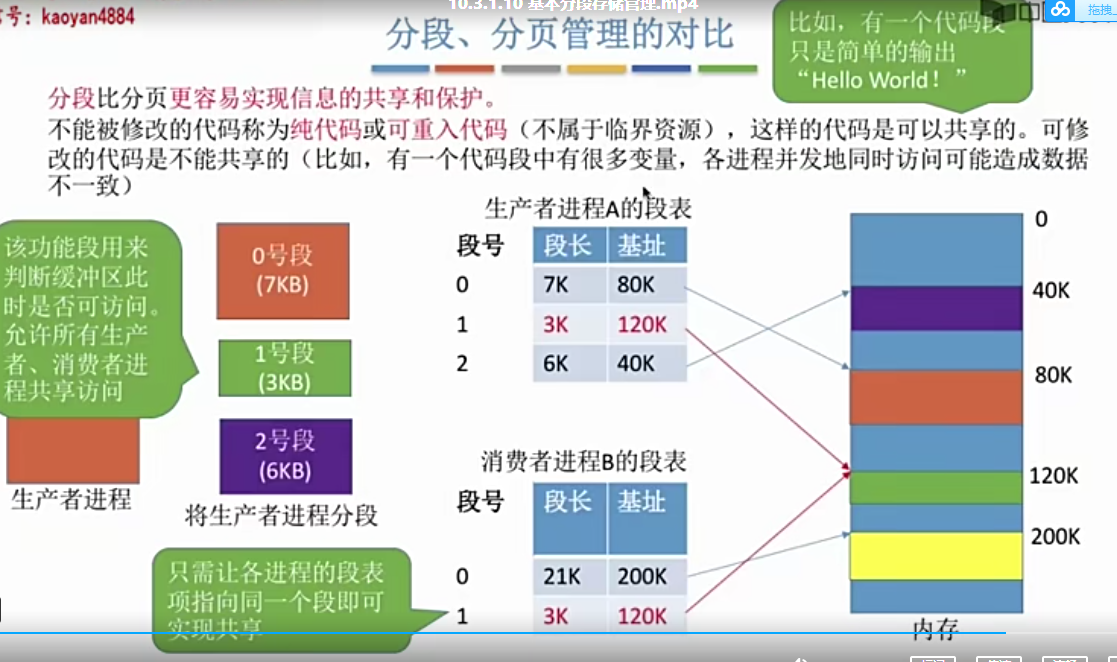 号：kaoyan4884
10.3.1.10 基本分段存储管理.mp4
拖拽上
分段、分页管理的对比
比如，有一个代码段
只是简单的输出
“Hello World！”
分段比分页更容易实现信息的共享和保护。
不能被修改的代码称为纯代码或可重入代码（不属于临界资源），这样的代码是可以共享的。可修
改的代码是不能共享的（比如，有一个代码段中有很多变量，各进程并发地同时访问可能造成数据
不一致）
该功能段用来
判断缓冲区此
时是否可访问。
允许所有生产
者、消费者进
程共享访问
生产者进程
0号段
(7KB)
1号段
(3KB)
2号段
(6KB)
将生产者进程分段
生产者进程A的段表
段号 段长 基址
0 7K 80K
1 3K 120K
2 6K 40K
消费者进程B的段表
段号 段长 基址
0 21K 200K
1 3K 120K
只需让各进程的段表
项指向同一个段即可
实现共享
0
40K
80K
120K
200K
内存